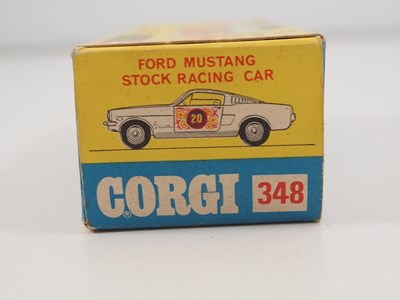 FORD MUSTANG
STOCK RACING CAR
20
CORGI® 348